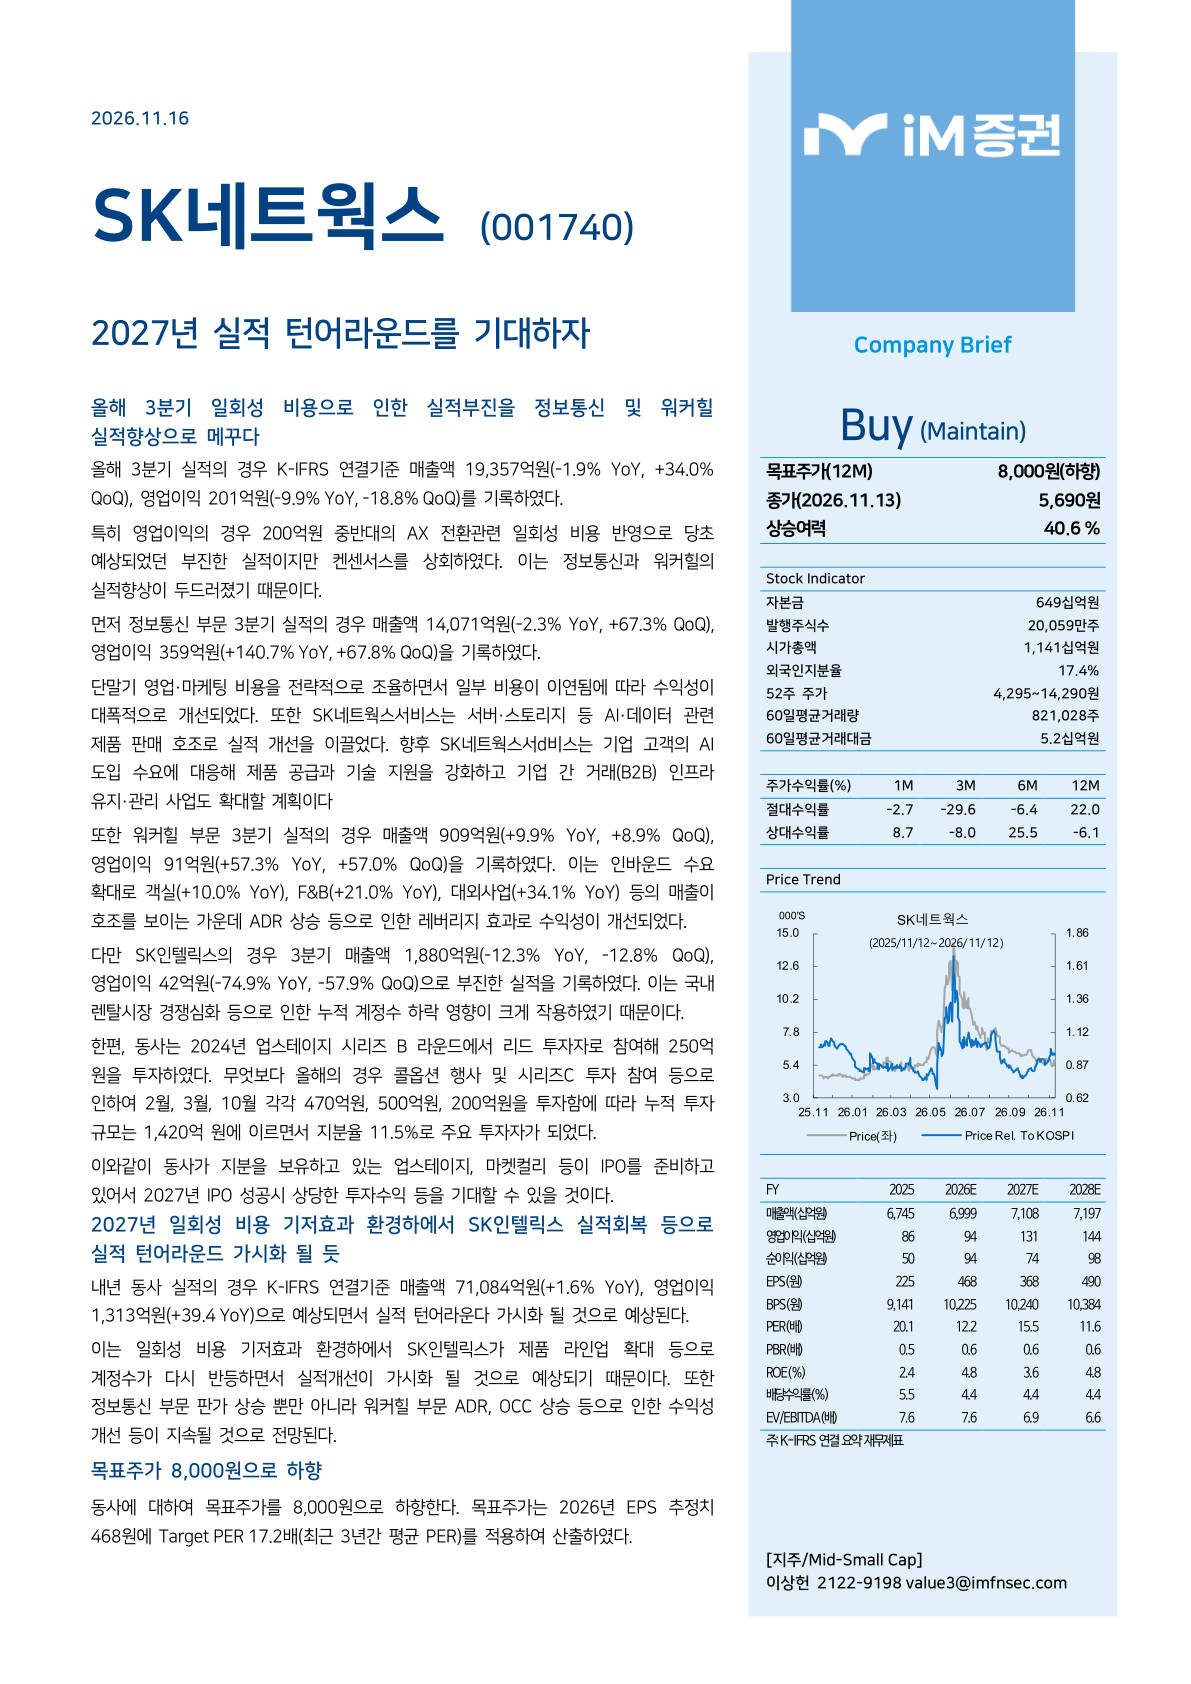 2026.11.16
SK네트웍스 (001740)
2027년 실적 턴어라운드를 기대하자
올해 3분기 일회성 비용으로 인한 실적부진을 정보통신 및 워커힐
실적향상으로 메꾸다
올해 3분기 실적의 경우 K-IFRS 연결기준 매출액 19,357억원(-1.9% YoY, +34.0%
QoQ), 영업이익 201억원(-9.9% YoY, -18.8% QoQ)를 기록하였다.
특히 영업이익의 경우 200억원 중반대의 AX 전환관련 일회성 비용 반영으로 당초
예상되었던 부진한 실적이지만 켄센서스를 상회하였다. 이는 정보통신과 워커힐의
실적향상이 두드러졌기 때문이다.
먼저 정보통신 부문 3분기 실적의 경우 매출액 14,071억원(-2.3% YoY, +67.3% QoQ),
영업이익 359억원(+140.7% YoY, +67.8% QoQ)을 기록하였다.
단말기 영업·마케팅 비용을 전략적으로 조율하면서 일부 비용이 이연됨에 따라 수익성이
대폭적으로 개선되었다. 또한 SK네트웍스서비스는 서버·스토리지 등 AI·데이터 관련
제품 판매 호조로 실적 개선을 이끌었다. 향후 SK네트웍스서d비스는 기업 고객의 AI
도입 수요에 대응해 제품 공급과 기술 지원을 강화하고 기업 간 거래(B2B) 인프라
유지·관리 사업도 확대할 계획이다
또한 워커힐 부문 3분기 실적의 경우 매출액 909억원(+9.9% YoY, +8.9% QoQ),
영업이익 91억원(+57.3% YoY, +57.0% QoQ)을 기록하였다. 이는 인바운드 수요
확대로 객실(+10.0% YoY), F&B(+21.0% YoY), 대외사업(+34.1% YoY) 등의 매출이
호조를 보이는 가운데 ADR 상승 등으로 인한 레버리지 효과로 수익성이 개선되었다.
다만 SK인텔릭스의 경우 3분기 매출액 1,880억원(-12.3% YoY, -12.8% QoQ),
영업이익 42억원(-74.9% YoY, -57.9% QoQ)으로 부진한 실적을 기록하였다. 이는 국내
렌탈시장 경쟁심화 등으로 인한 누적 계정수 하락 영향이 크게 작용하였기 때문이다.
한편, 동사는 2024년 업스테이지 시리즈 B 라운드에서 리드 투자자로 참여해 250억
원을 투자하였다. 무엇보다 올해의 경우 콜옵션 행사 및 시리즈C 투자 참여 등으로
인하여 2월, 3월, 10월 각각 470억원, 500억원, 200억원을 투자함에 따라 누적 투자
규모는 1,420억 원에 이르면서 지분율 11.5%로 주요 투자자가 되었다.
이와같이 동사가 지분을 보유하고 있는 업스테이지, 마켓컬리 등이 IPO를 준비하고
있어서 2027년 IPO 성공시 상당한 투자수익 등을 기대할 수 있을 것이다.
2027년 일회성 비용 기저효과 환경하에서 SK인텔릭스 실적회복 등으로
실적 턴어라운드 가시화 될 듯
내년 동사 실적의 경우 K-IFRS 연결기준 매출액 71,084억원(+1.6% YoY), 영업이익
1,313억원(+39.4 YoY)으로 예상되면서 실적 턴어라운다 가시화 될 것으로 예상된다.
이는 일회성 비용 기저효과 환경하에서 SK인텔릭스가 제품 라인업 확대 등으로
계정수가 다시 반등하면서 실적개선이 가시화 될 것으로 예상되기 때문이다. 또한
정보통신 부문 판가 상승 뿐만 아니라 워커힐 부문 ADR, OCC 상승 등으로 인한 수익성
개선 등이 지속될 것으로 전망된다.
목표주가 8,000원으로 하향
동사에 대하여 목표주가를 8,000원으로 하향한다. 목표주가는 2026년 EPS 추정치
468원에 Target PER 17.2배(최근 3년간 평균 PER)를 적용하여 산출하였다.
iM증권
Company Brief
Buy (Maintain)
목표주가(12M) 8,000원(하향)
종가(2026.11.13) 5,690원
상승여력 40.6 %
Stock Indicator
자본금 649십억원
발행주식수 20,059만주
시가총액 1,141십억원
외국인지분율 17.4%
52주 주가 4,295~14,290원
60일평균거래량 821,028주
60일평균거래대금 5.2십억원
주가수익률(%) 1M 3M 6M 12M
절대수익률 -2.7 -29.6 -6.4 22.0
상대수익률 8.7 -8.0 25.5 -6.1
Price Trend
000'S
SK네트웍스
(2025/11/12~2026/11/12)
15.0 1.86
12.6 1.61
10.2 1.36
7.8 1.12
5.4 0.87
3.0 0.62
25.11 26.01 26.03 26.05 26.07 26.09 26.11
Price(좌) Price Rel. To KOSPI
FY 2025 2026E 2027E 2028E
매출액(십억원) 6,745 6,999 7,108 7,197
영업이익(십억원) 86 94 131 144
순이익(십억원) 50 94 74 98
EPS(원) 225 468 368 490
BPS(원) 9,141 10,225 10,240 10,384
PER(배) 20.1 12.2 15.5 11.6
PBR(배) 0.5 0.6 0.6 0.6
ROE(%) 2.4 4.8 3.6 4.8
배당수익률(%) 5.5 4.4 4.4 4.4
EV/EBITDA(배) 7.6 7.6 6.9 6.6
주: K-IFRS 연결 요약 재무제표
[지주/Mid-Small Cap]
이상헌 2122-9198 value3@imfnsec.com